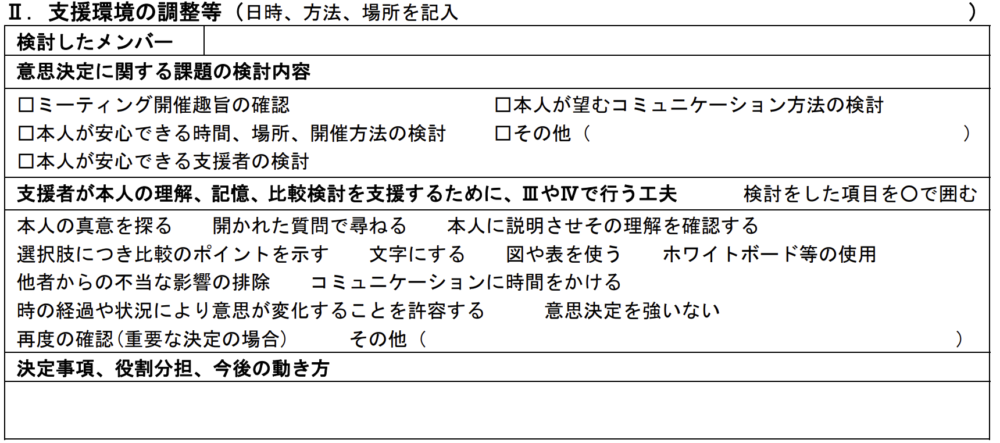 Ⅱ．支援環境の調整等（日時、方法、場所を記入　　　　）
検討したメンバー
意思決定に関する課題の検討内容
□ミーティング開催趣旨の確認　　□本人が望むコミュニケーション方法の検討
□本人が安心できる時間、場所、開催方法の検討　　□その他（　　　　）
□本人が安心できる支援者の検討
支援者が本人の理解、記憶、比較検討を支援するために、ⅢやⅣで行う工夫　　検討をした項目を〇で囲む
本人の真意を探る　　開かれた質問で尋ねる　　本人に説明させその理解を確認する
選択肢につき比較のポイントを示す　　文字にする　　図や表を使う　　ホワイトボード等の使用
他者からの不当な影響の排除　　コミュニケーションに時間をかける
時の経過や状況により意思が変化することを許容する　　意思決定を強いない
再度の確認(重要な決定の場合)　　その他（　　　　）
決定事項、役割分担、今後の動き方